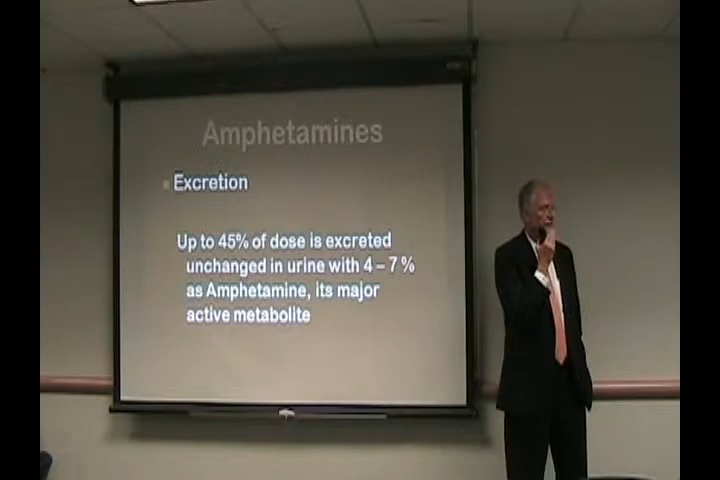 Amphetamines
Excretion
Up to 45% of dose is excreted
unchanged in urine with 4 – 7 %
as Amphetamine, its major
active metabolite